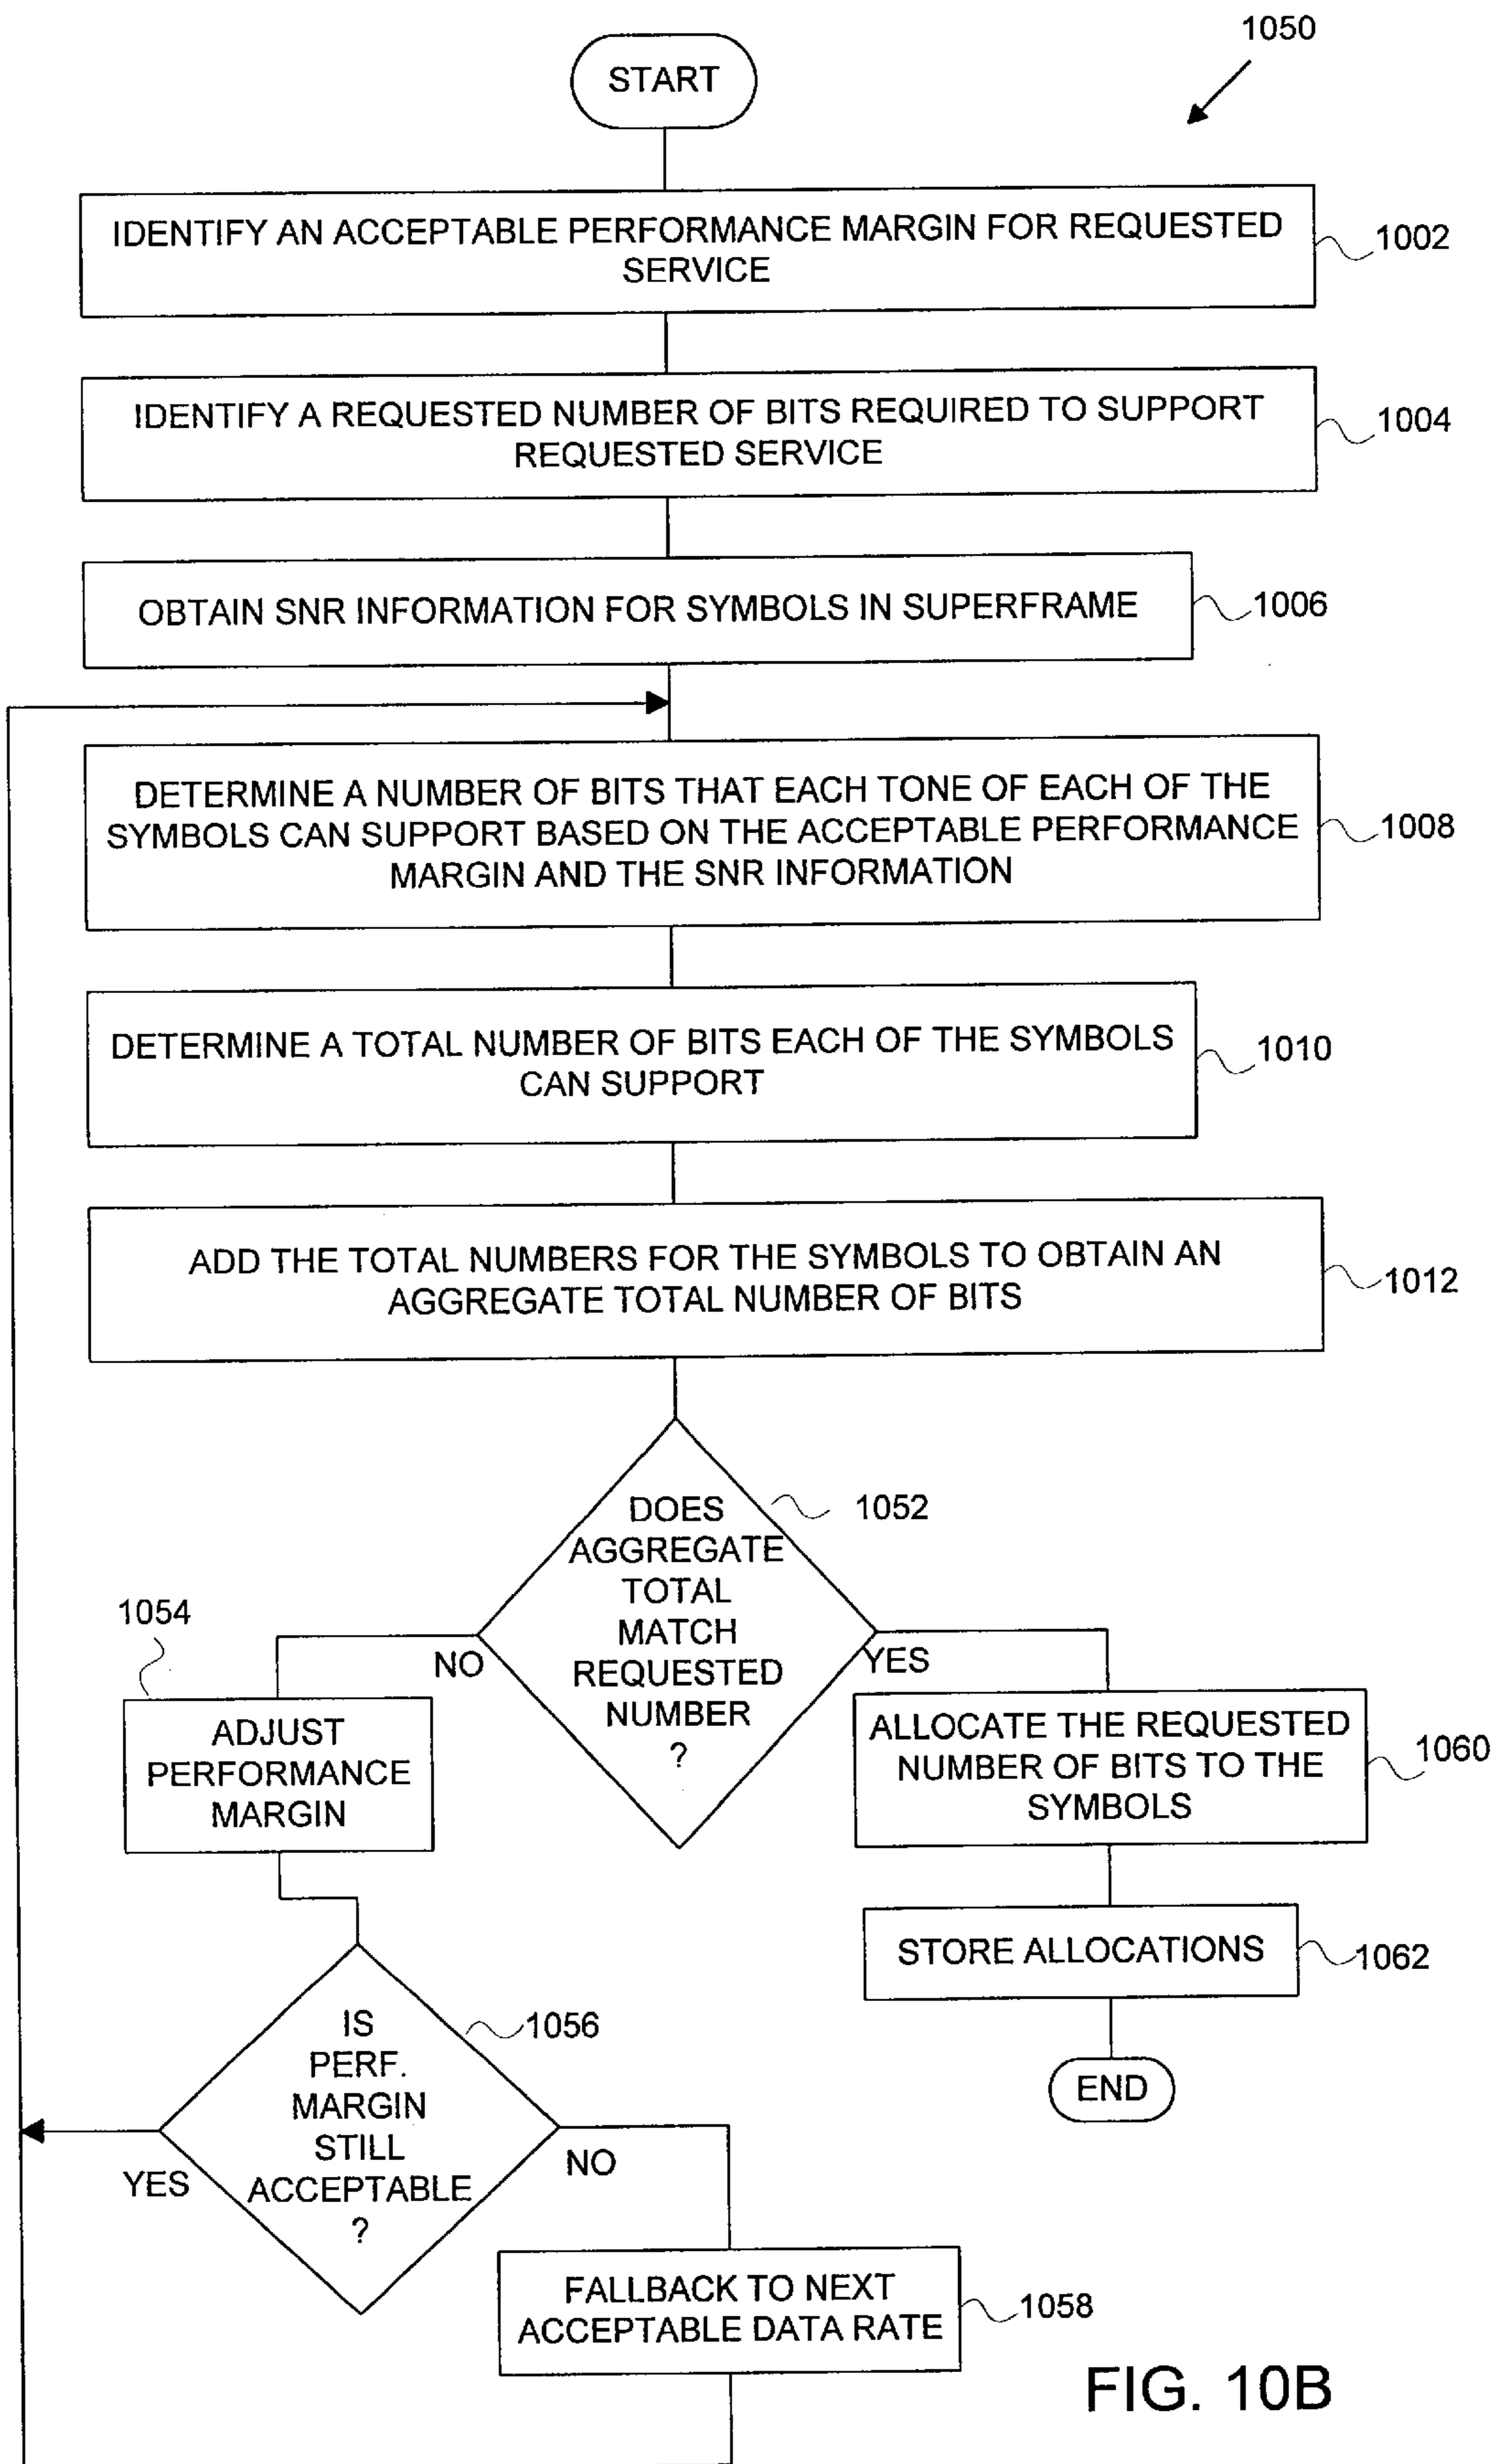 1050
START
IDENTIFY AN ACCEPTABLE PERFORMANCE MARGIN FOR REQUESTED
SERVICE
1002
IDENTIFY A REQUESTED NUMBER OF BITS REQUIRED TO SUPPORT
REQUESTED SERVICE
1004
OBTAIN SNR INFORMATION FOR SYMBOLS IN SUPERFRAME
1006
DETERMINE A NUMBER OF BITS THAT EACH TONE OF EACH OF THE
SYMBOLS CAN SUPPORT BASED ON THE ACCEPTABLE PERFORMANCE
MARGIN AND THE SNR INFORMATION
1008
DETERMINE A TOTAL NUMBER OF BITS EACH OF THE SYMBOLS
CAN SUPPORT
1010
ADD THE TOTAL NUMBERS FOR THE SYMBOLS TO OBTAIN AN
AGGREGATE TOTAL NUMBER OF BITS
1012
DOES
AGGREGATE
TOTAL
MATCH
REQUESTED
NUMBER
?
1052
NO
YES
1054
ADJUST
PERFORMANCE
MARGIN
ALLOCATE THE REQUESTED
NUMBER OF BITS TO THE
SYMBOLS
1060
STORE ALLOCATIONS
1062
END
IS
PERF.
MARGIN
STILL
ACCEPTABLE
?
1056
YES
NO
FALLBACK TO NEXT
ACCEPTABLE DATA RATE
1058
FIG. 10B